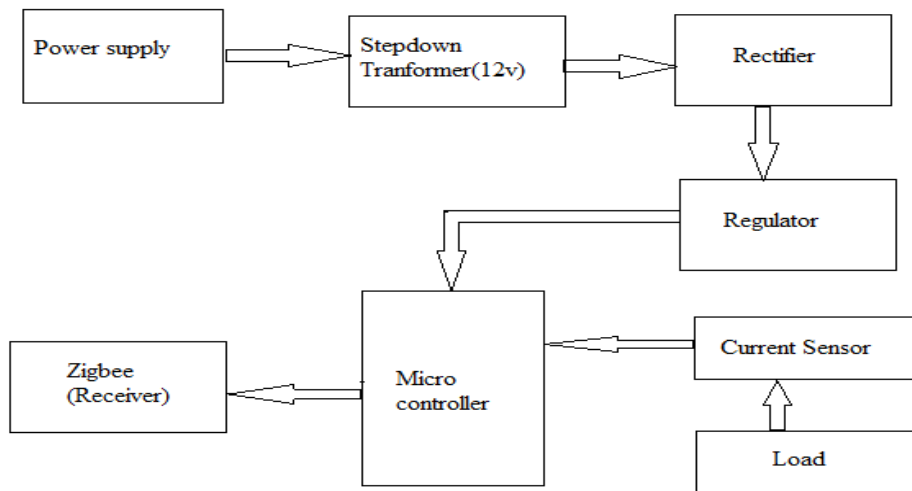 Power supply
Stepdown
Tranformer(12v)
Rectifier
Regulator
Zigbee
(Receiver)
Micro
controller
Current Sensor
Load